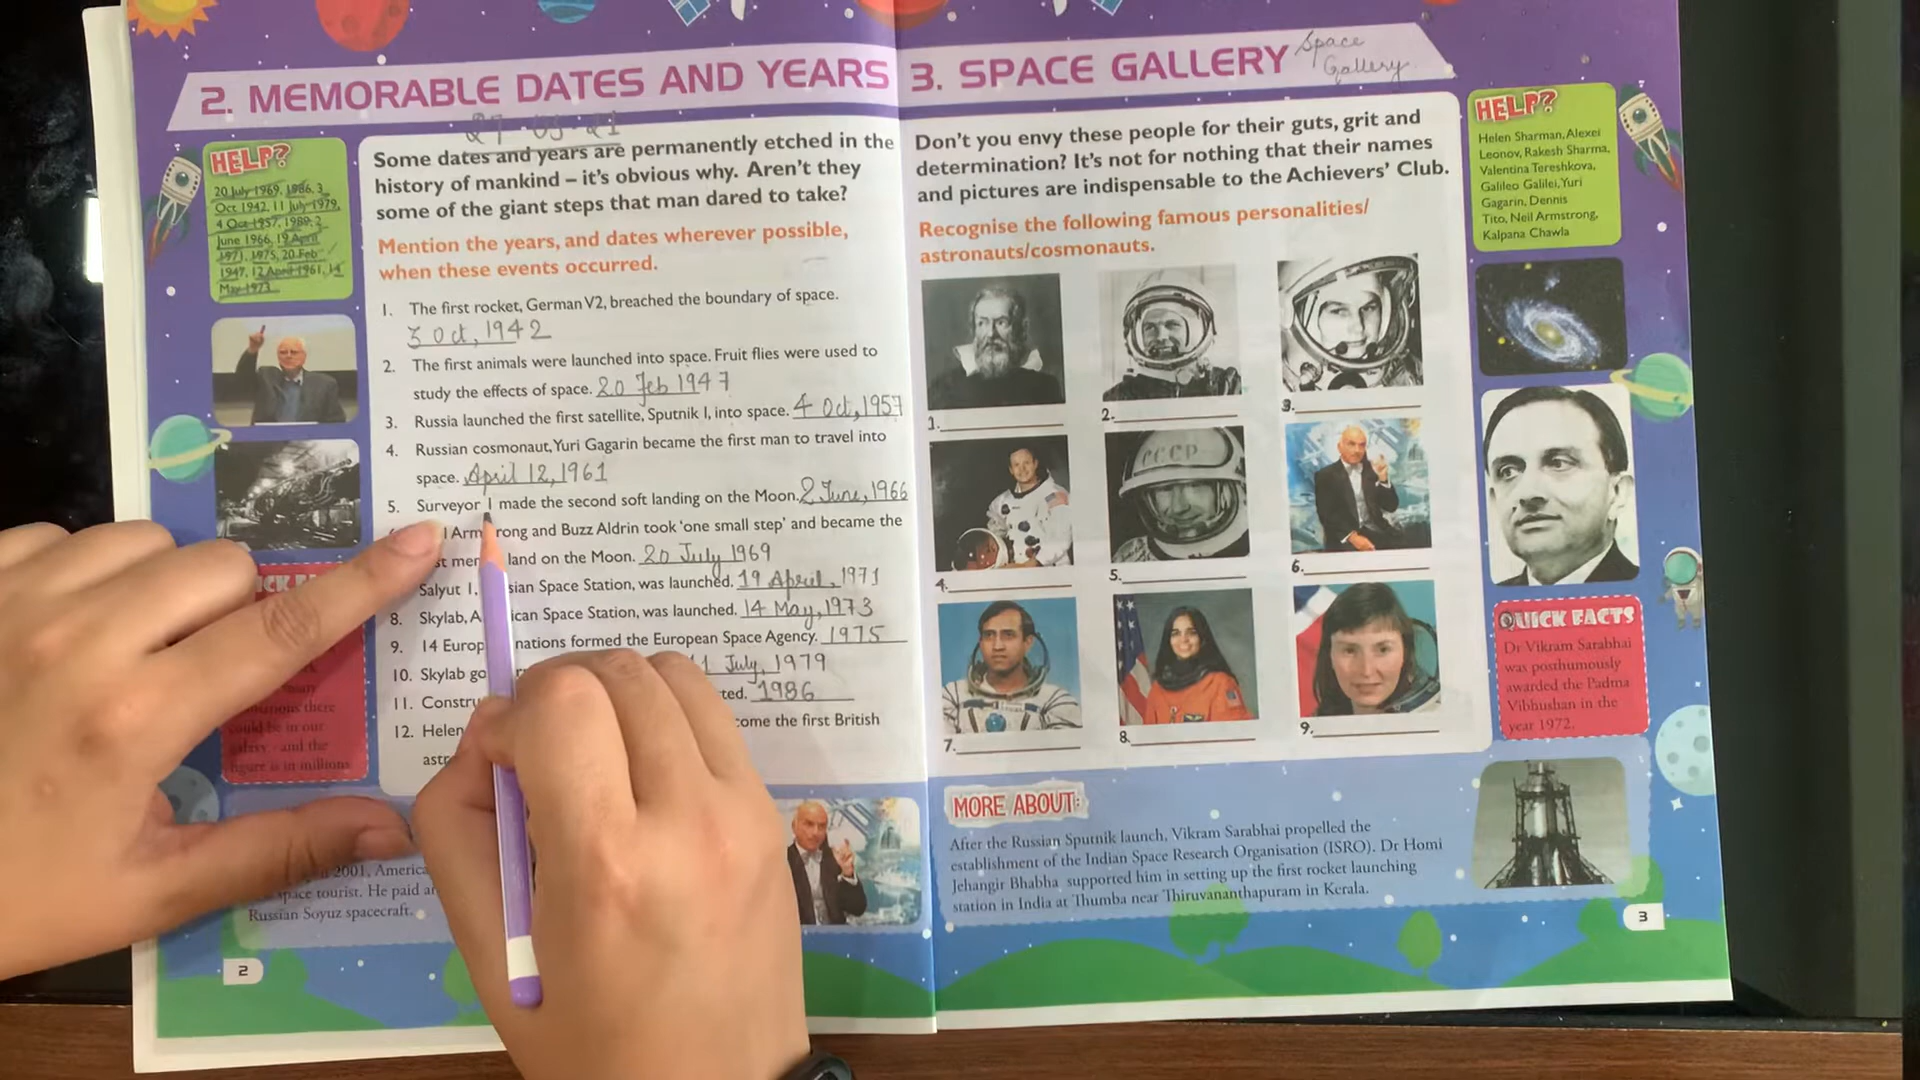 2. MEMORABLE DATES AND YEARS
27-05-21
HELP?
20 July 1969, 1986, 3
Oct 1942, 11 July 1979,
4 Oct 1957, 1989, 2
June 1966, 19 April
1971, 1975, 20 Feb
1947, 12 April 1961, 14
May 1973
Some dates and years are permanently etched in the
history of mankind – it's obvious why. Aren't they
some of the giant steps that man dared to take?
Mention the years, and dates wherever possible,
when these events occurred.
1. The first rocket, German V2, breached the boundary of space.
3 Oct, 1942
2. The first animals were launched into space. Fruit flies were used to
study the effects of space. 20 Feb 1947
3. Russia launched the first satellite, Sputnik I, into space. 4 Oct, 1957
4. Russian cosmonaut, Yuri Gagarin became the first man to travel into
space. April 12, 1961
5. Surveyor I made the second soft landing on the Moon. 2 June, 1966
and Buzz Aldrin took 'one small step' and became the
land on the Moon. 20 July 1969
Salyut 1, Space Station, was launched. 19 April, 1971
8. Skylab, Space Station, was launched. 14 May, 1973
9. 14 nations formed the European Space Agency. 1975
10. Skylab July, 1979
11. 1986
12. Helen the first British
there
could be in our
galaxy - and the
figure is in millions.
2001,
space tourist. He paid
Russian Soyuz spacecraft.
2
3. SPACE GALLERY Space
Gallery
Don't you envy these people for their guts, grit and
determination? It's not for nothing that their names
and pictures are indispensable to the Achievers' Club.
Recognise the following famous personalities/
astronauts/cosmonauts.
HELP?
Helen Sharman, Alexei
Leonov, Rakesh Sharma,
Valentina Tereshkova,
Galileo Galilei, Yuri
Gagarin, Dennis
Tito, Neil Armstrong,
Kalpana Chawla
1. 2. 3.
CCCP
4. 5. 6.
7. 8. 9.
QUICK FACTS
Dr Vikram Sarabhai
was posthumously
awarded the Padma
Vibhushan in the
year 1972.
MORE ABOUT:
After the Russian Sputnik launch, Vikram Sarabhai propelled the
establishment of the Indian Space Research Organisation (ISRO). Dr Homi
Jehangir Bhabha supported him in setting up the first rocket launching
station in India at Thumba near Thiruvananthapuram in Kerala.
3